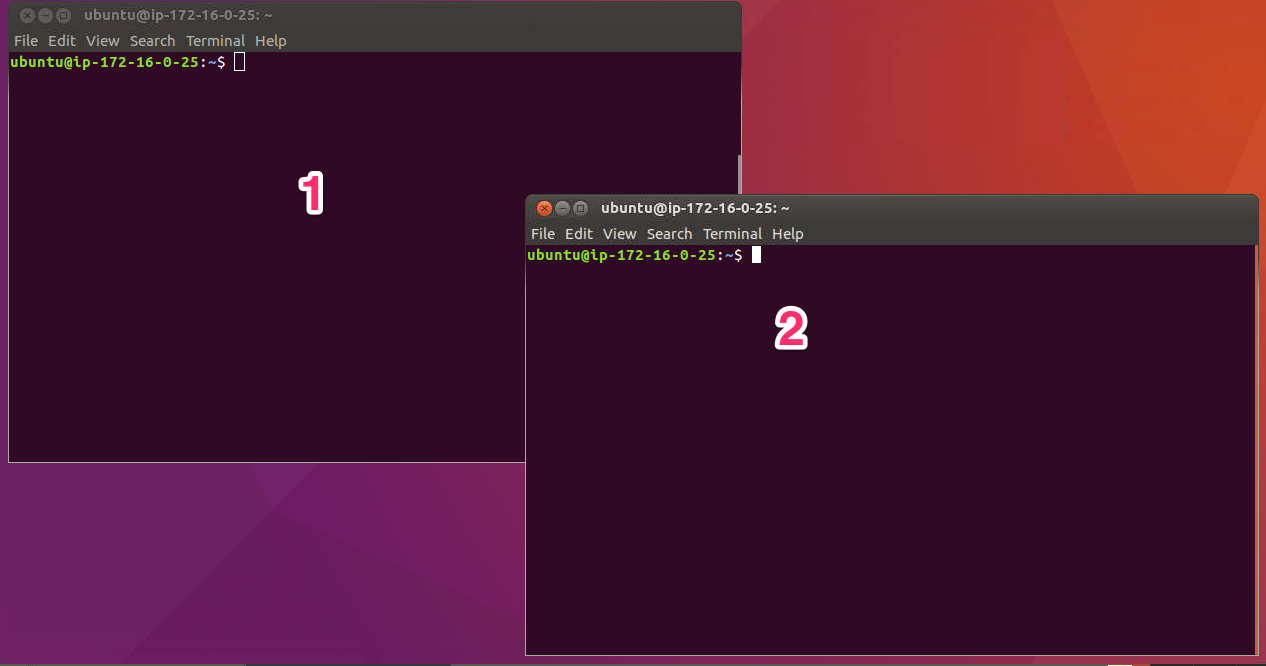 ubuntu@ip-172-16-0-25: ~
File Edit View Search Terminal Help
ubuntu@ip-172-16-0-25:~$
1
ubuntu@ip-172-16-0-25: ~
File Edit View Search Terminal Help
ubuntu@ip-172-16-0-25:~$
2